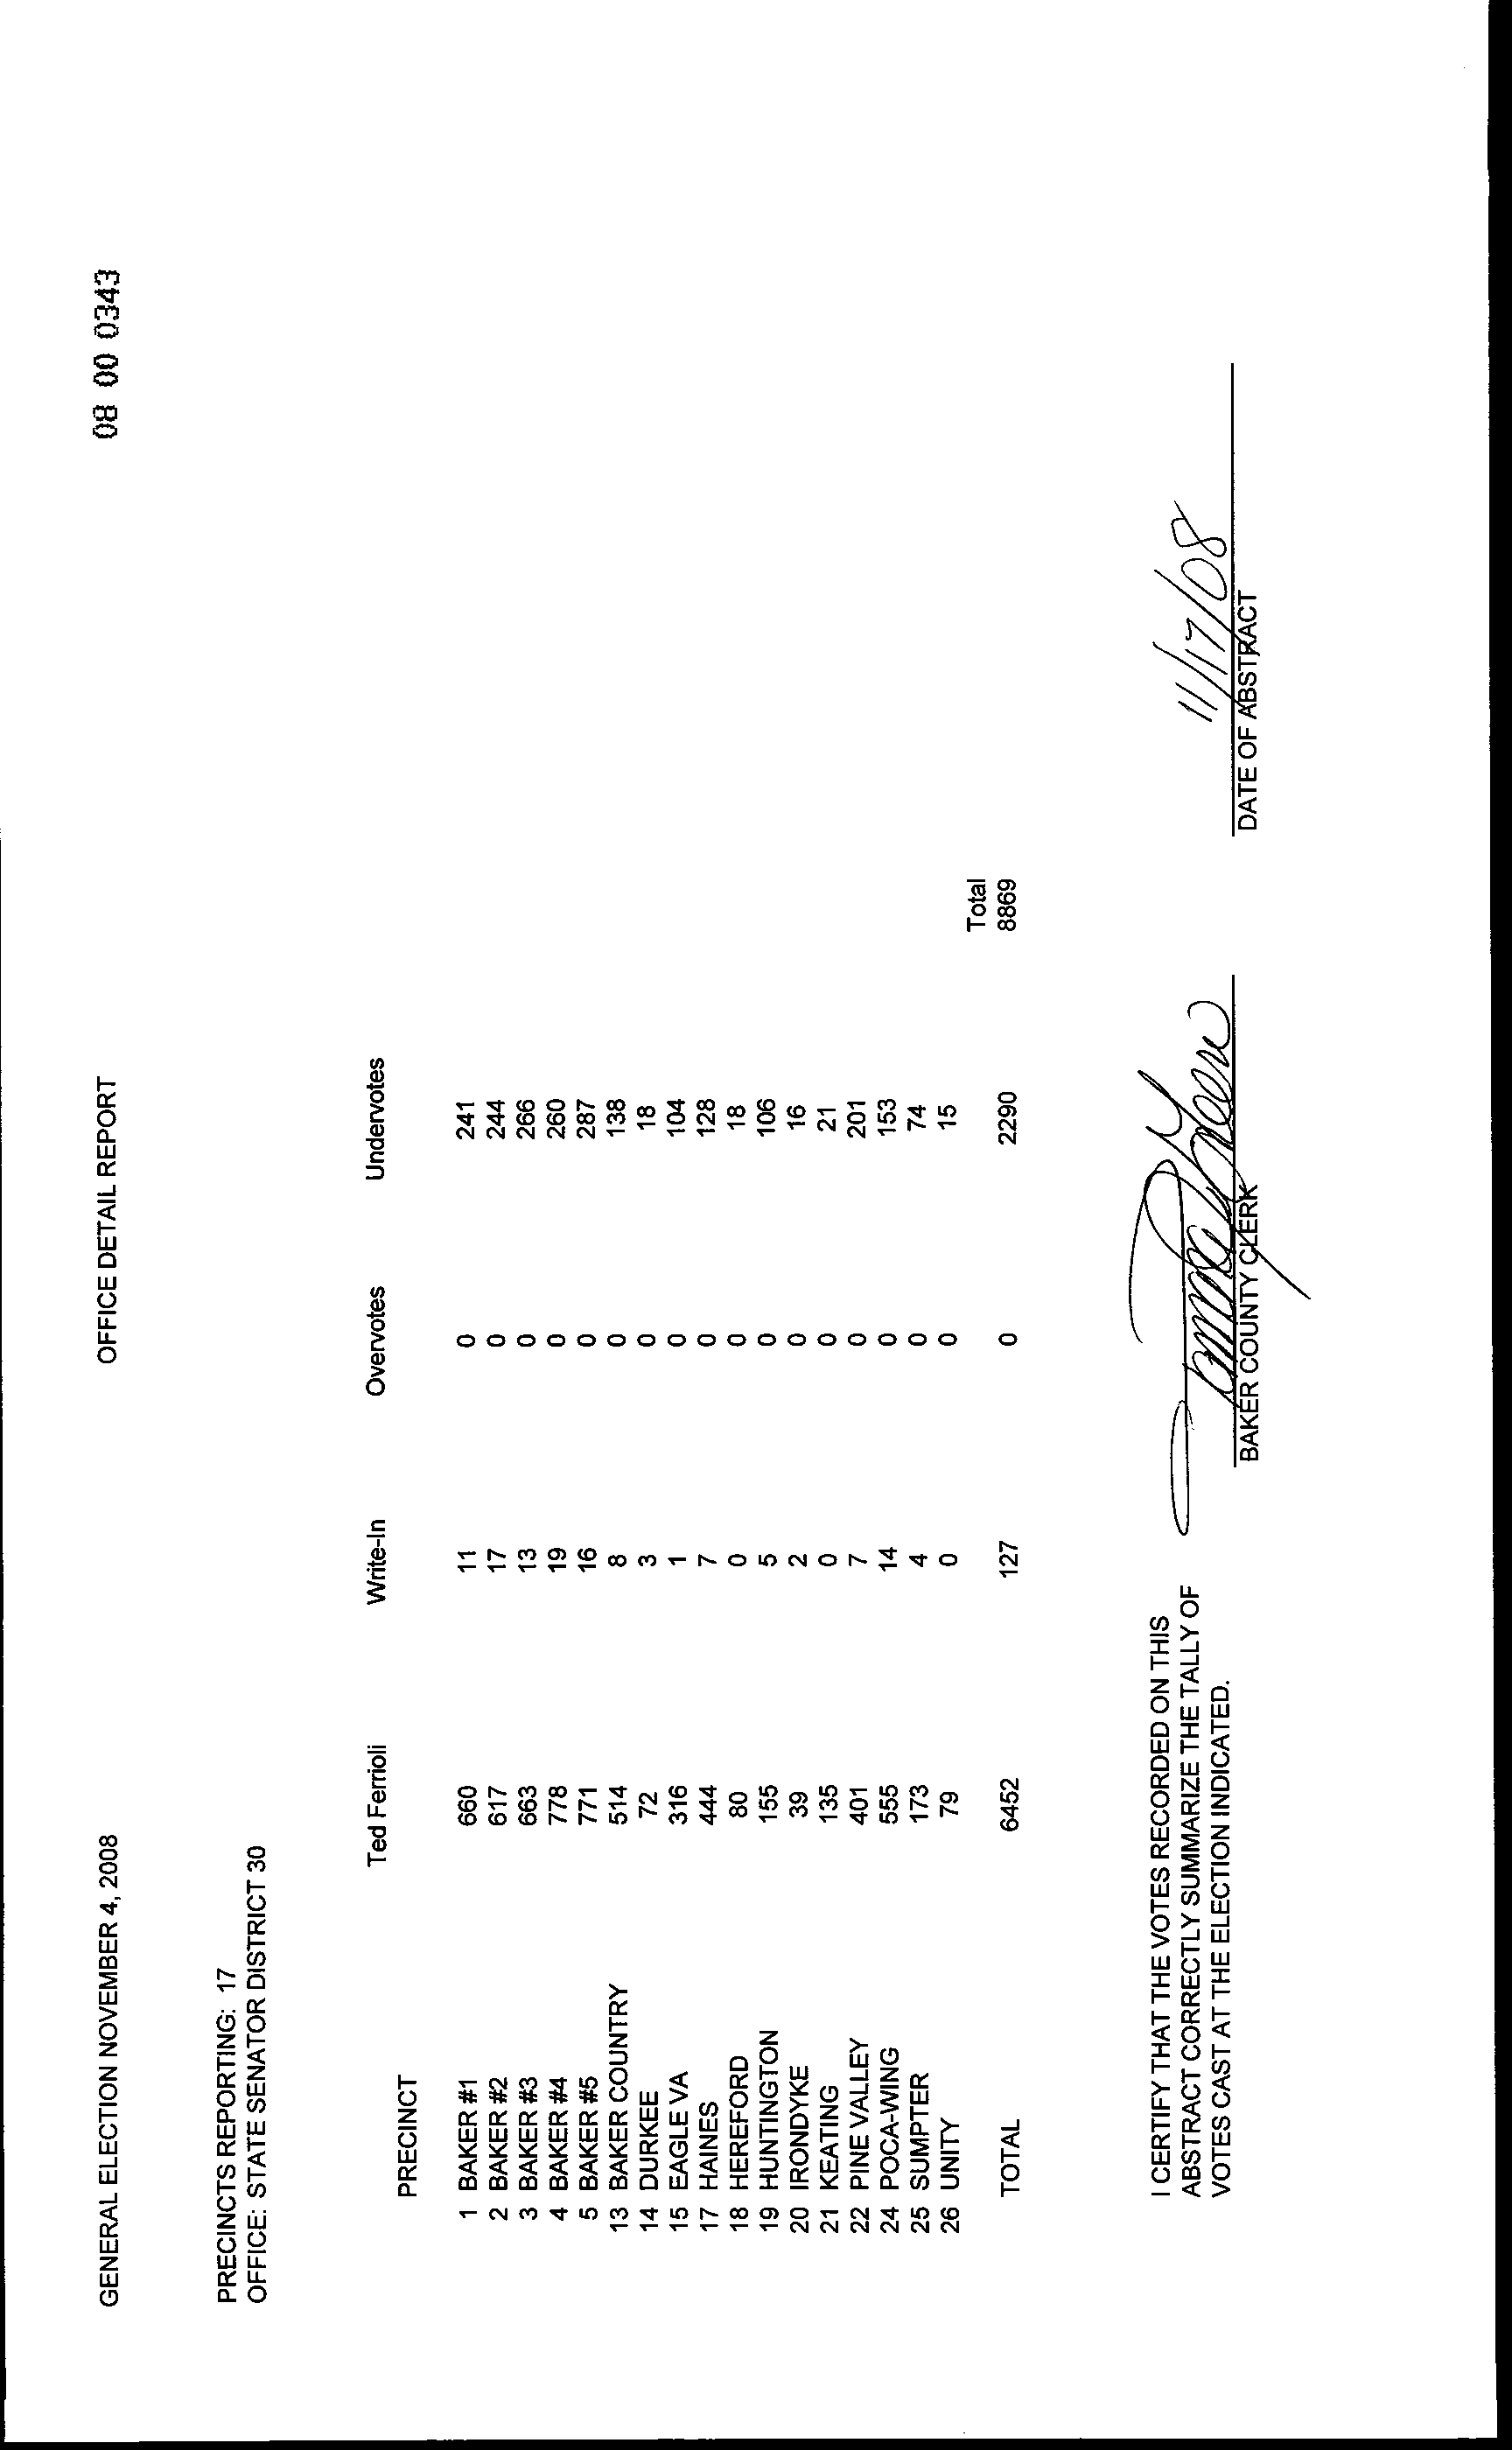 GENERAL ELECTION NOVEMBER 4, 2008 OFFICE DETAIL REPORT 08 00 0343
PRECINCTS REPORTING: 17
OFFICE: STATE SENATOR DISTRICT 30
Ted Ferrioli Write-In Overvotes Undervotes
PRECINCT
1 BAKER #1 660 11 0 241
2 BAKER #2 617 17 0 244
3 BAKER #3 663 13 0 266
4 BAKER #4 778 19 0 260
5 BAKER #5 771 16 0 287
13 BAKER COUNTRY 514 8 0 138
14 DURKEE 72 3 0 18
15 EAGLE VA 316 1 0 104
17 HAINES 444 7 0 128
18 HEREFORD 80 0 0 18
19 HUNTINGTON 155 5 0 106
20 IRONDYKE 39 2 0 16
21 KEATING 135 0 0 21
22 PINE VALLEY 401 7 0 201
24 POCA-WING 555 14 0 153
25 SUMPTER 173 4 0 74
26 UNITY 79 0 0 15
Total
TOTAL 6452 127 0 2290 8869
I CERTIFY THAT THE VOTES RECORDED ON THIS
ABSTRACT CORRECTLY SUMMARIZE THE TALLY OF
VOTES CAST AT THE ELECTION INDICATED.
11/17/08
BAKER COUNTY CLERK DATE OF ABSTRACT